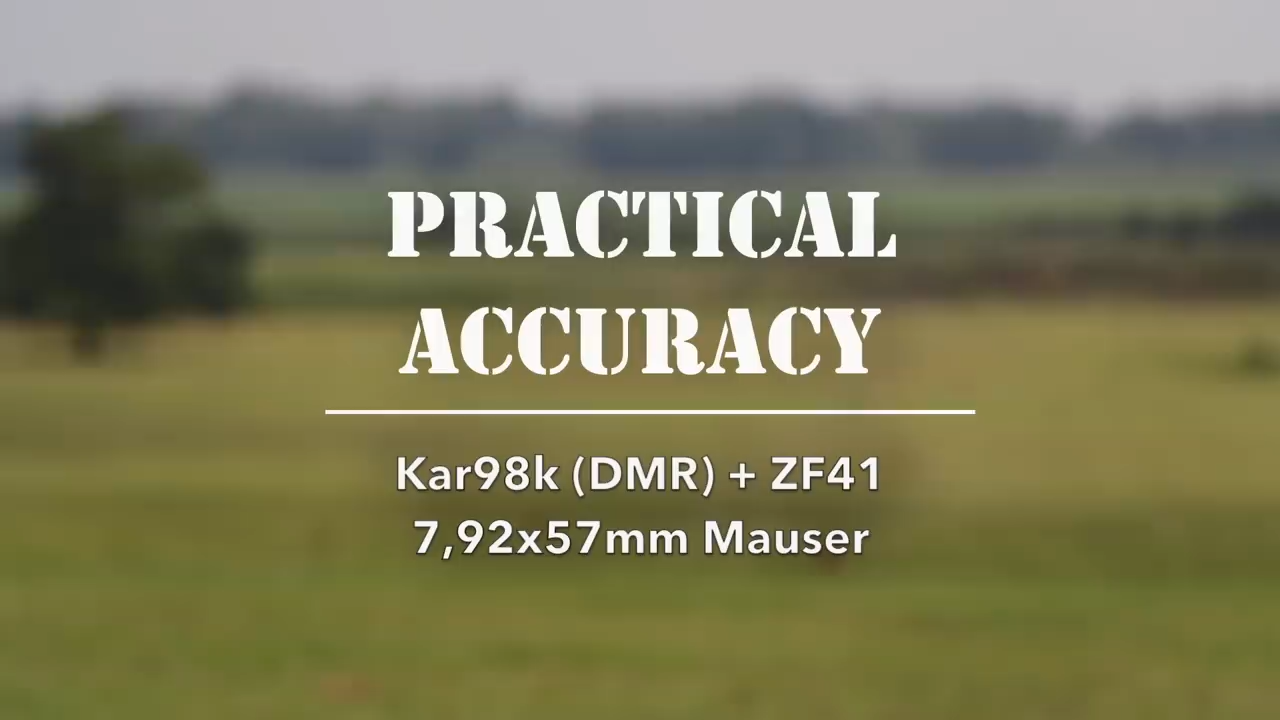 PRACTICAL
ACCURACY
Kar98k (DMR) + ZF41
7,92x57mm Mauser